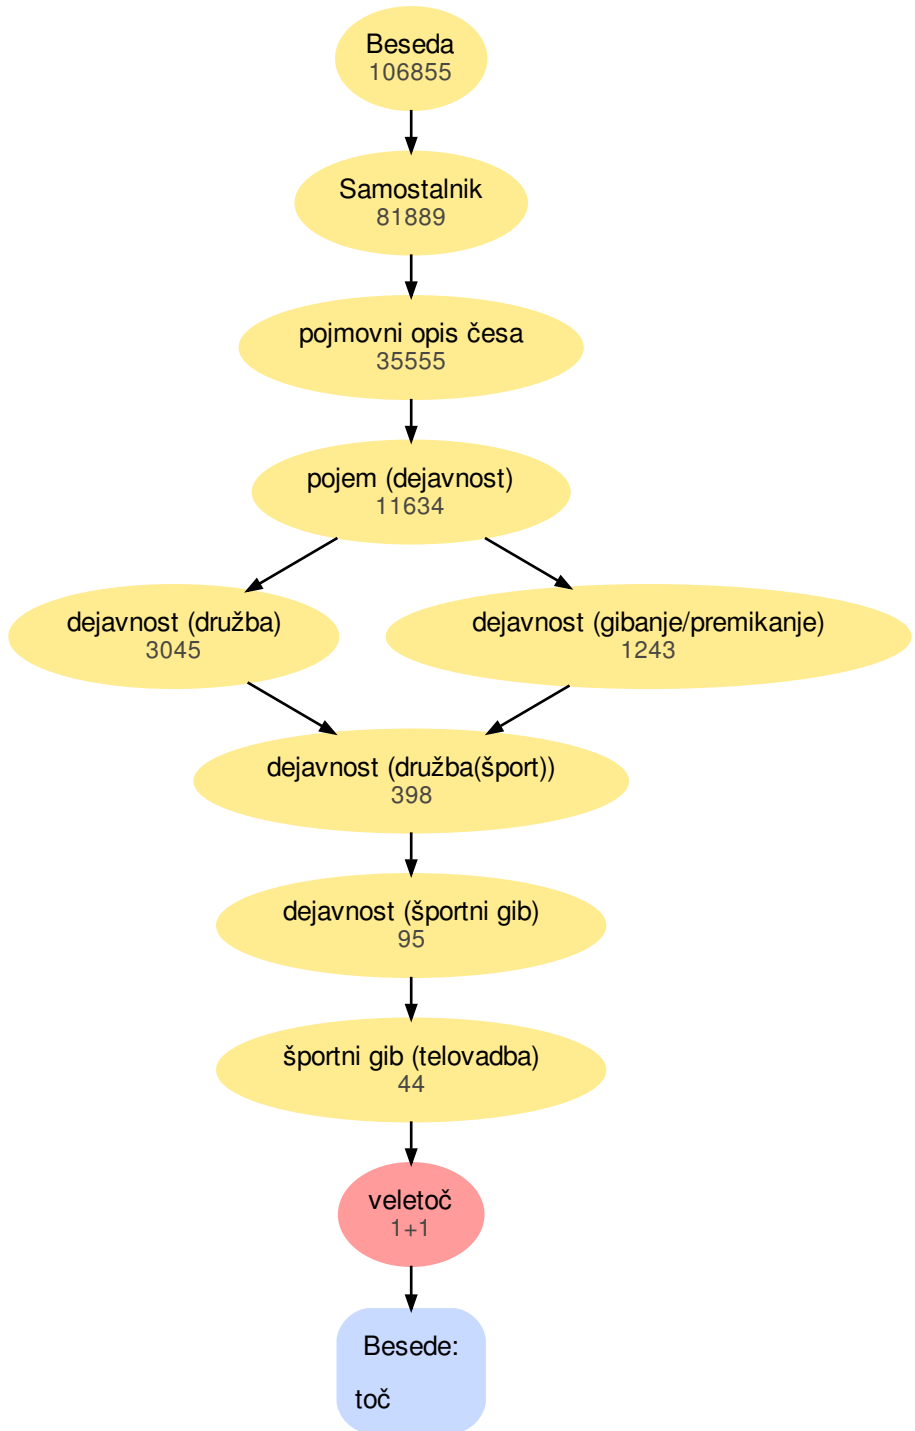 Beseda
106855
Samostalnik
81889
pojmovni opis česa
35555
pojem (dejavnost)
11634
dejavnost (družba)
3045
dejavnost (gibanje/premikanje)
1243
dejavnost (družba(šport))
398
dejavnost (športni gib)
95
športni gib (telovadba)
44
veletoč
1+1
Besede:
toč